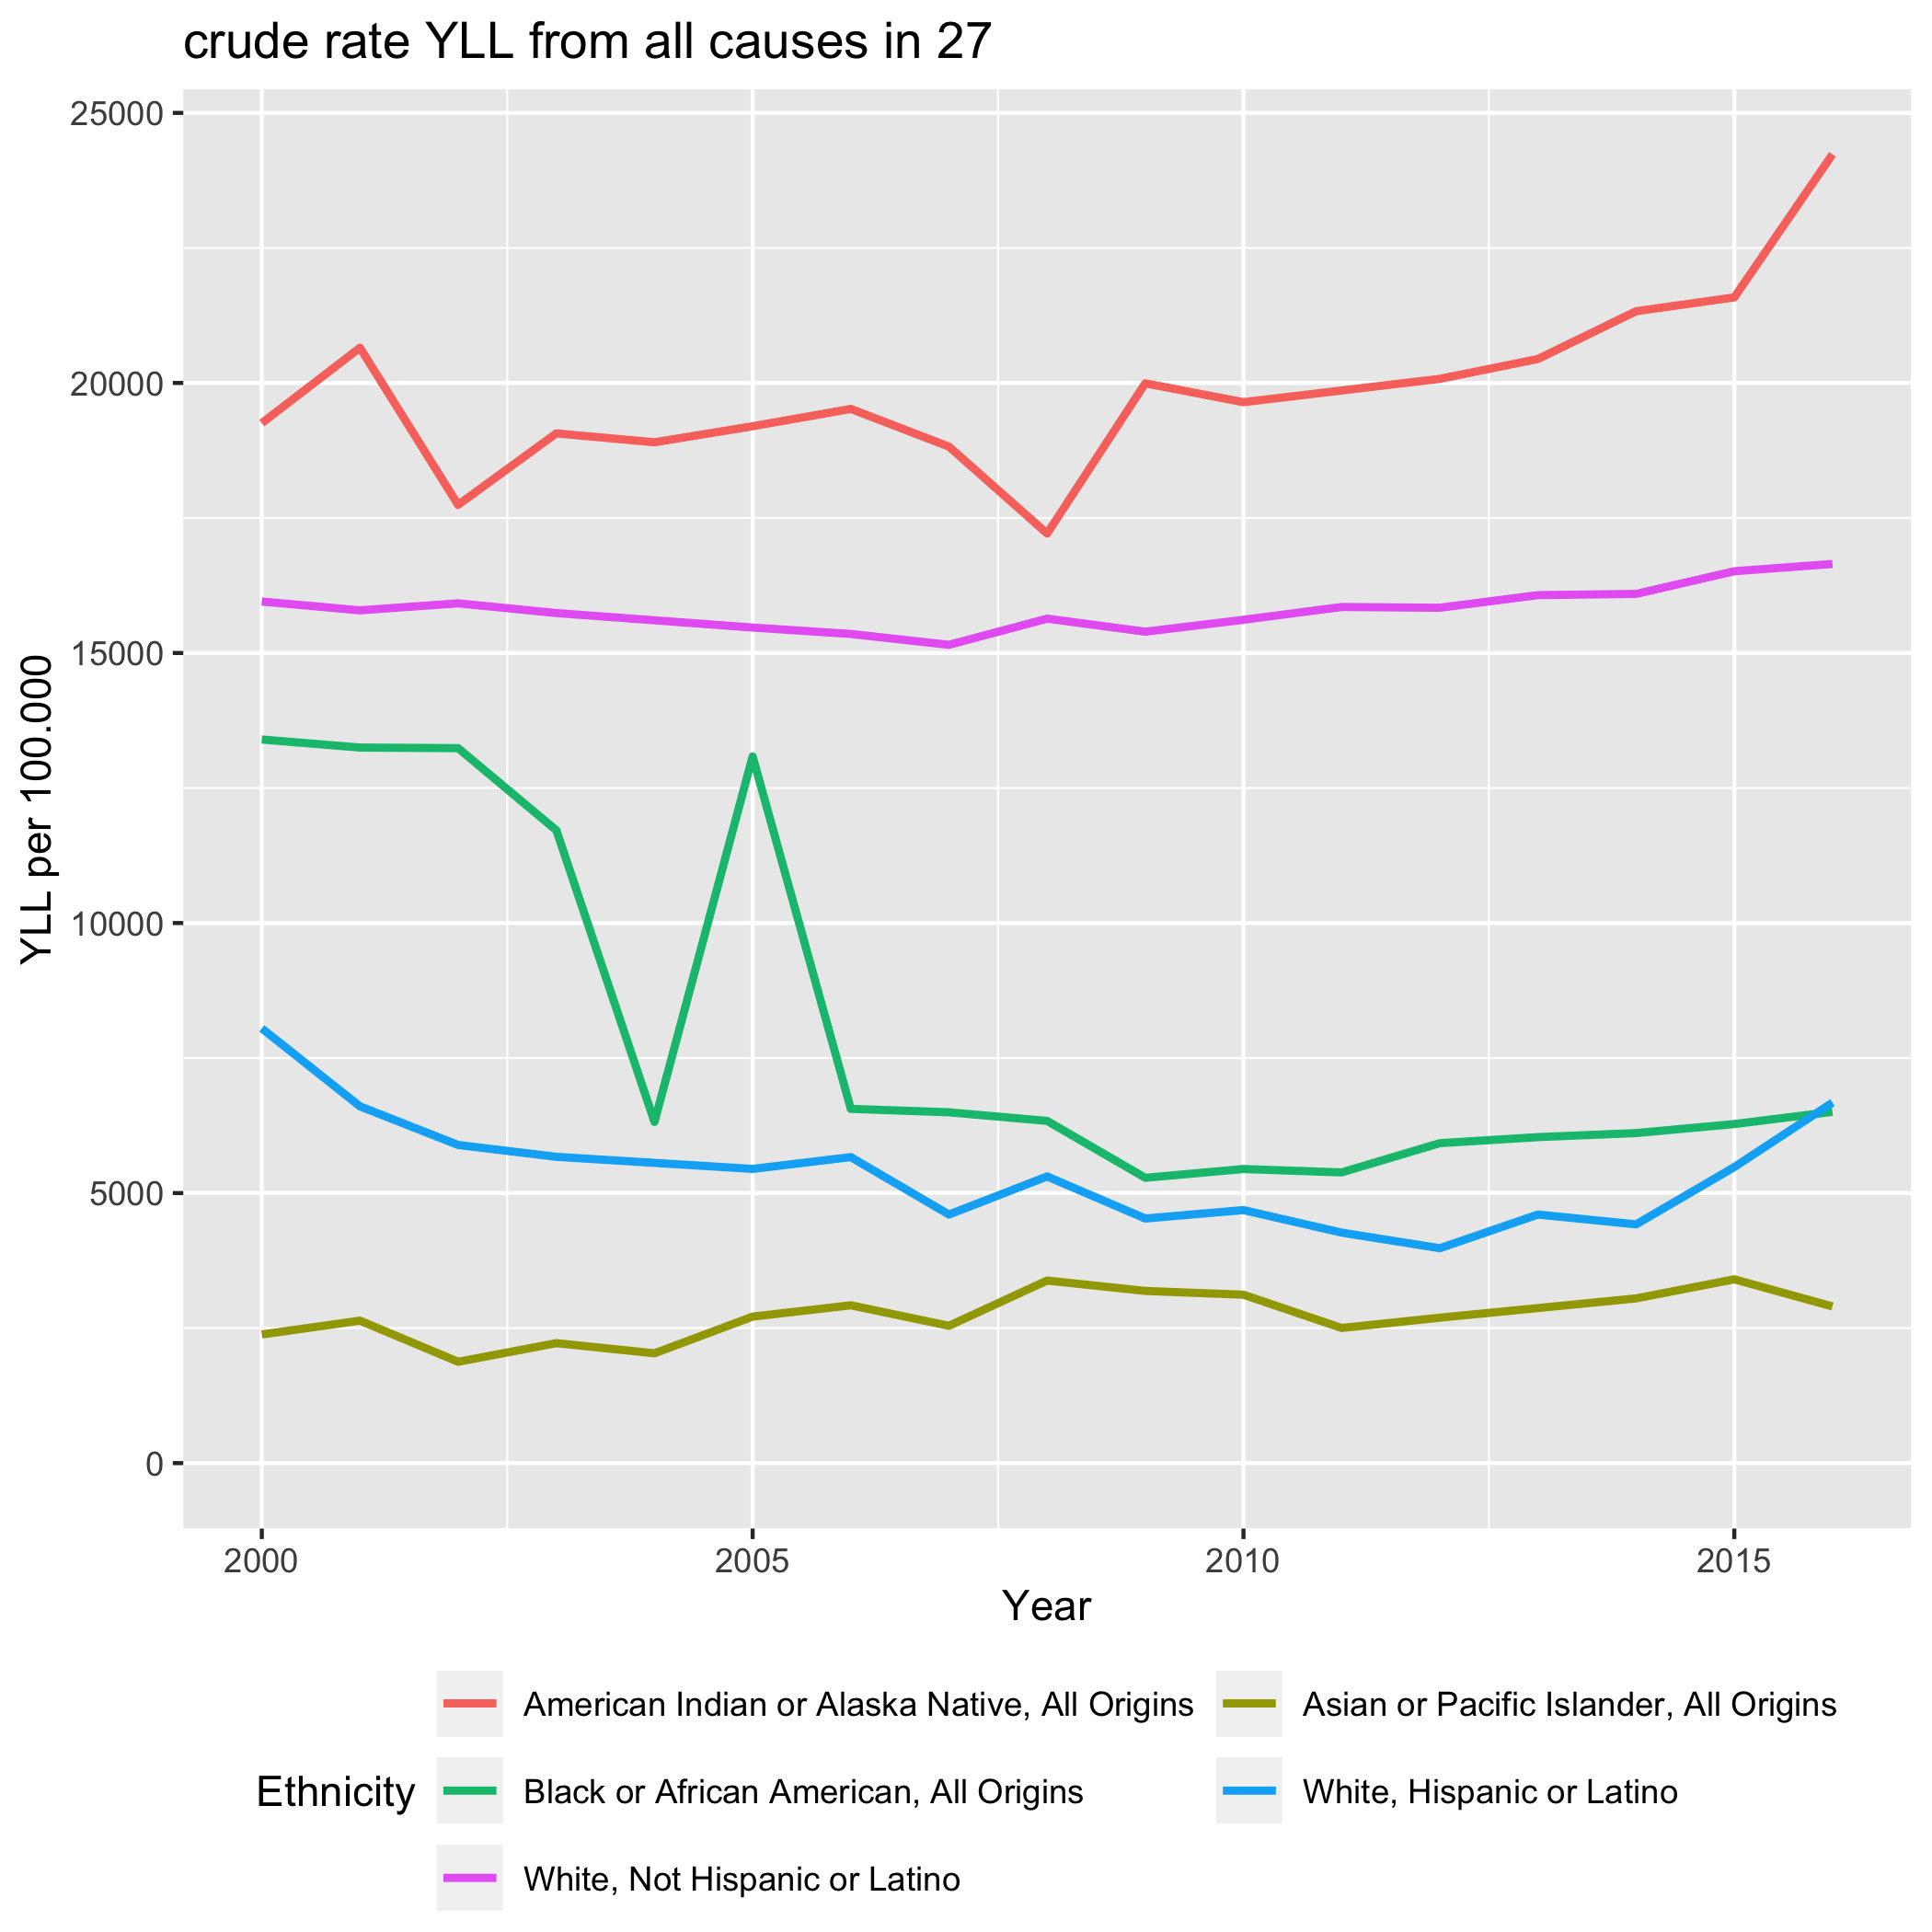 crude rate YLL from all causes in 27
25000
20000
15000
10000
5000
0
YLL per 100.000
2000 2005 2010 2015
Year
Ethnicity
American Indian or Alaska Native, All Origins
Asian or Pacific Islander, All Origins
Black or African American, All Origins
White, Hispanic or Latino
White, Not Hispanic or Latino